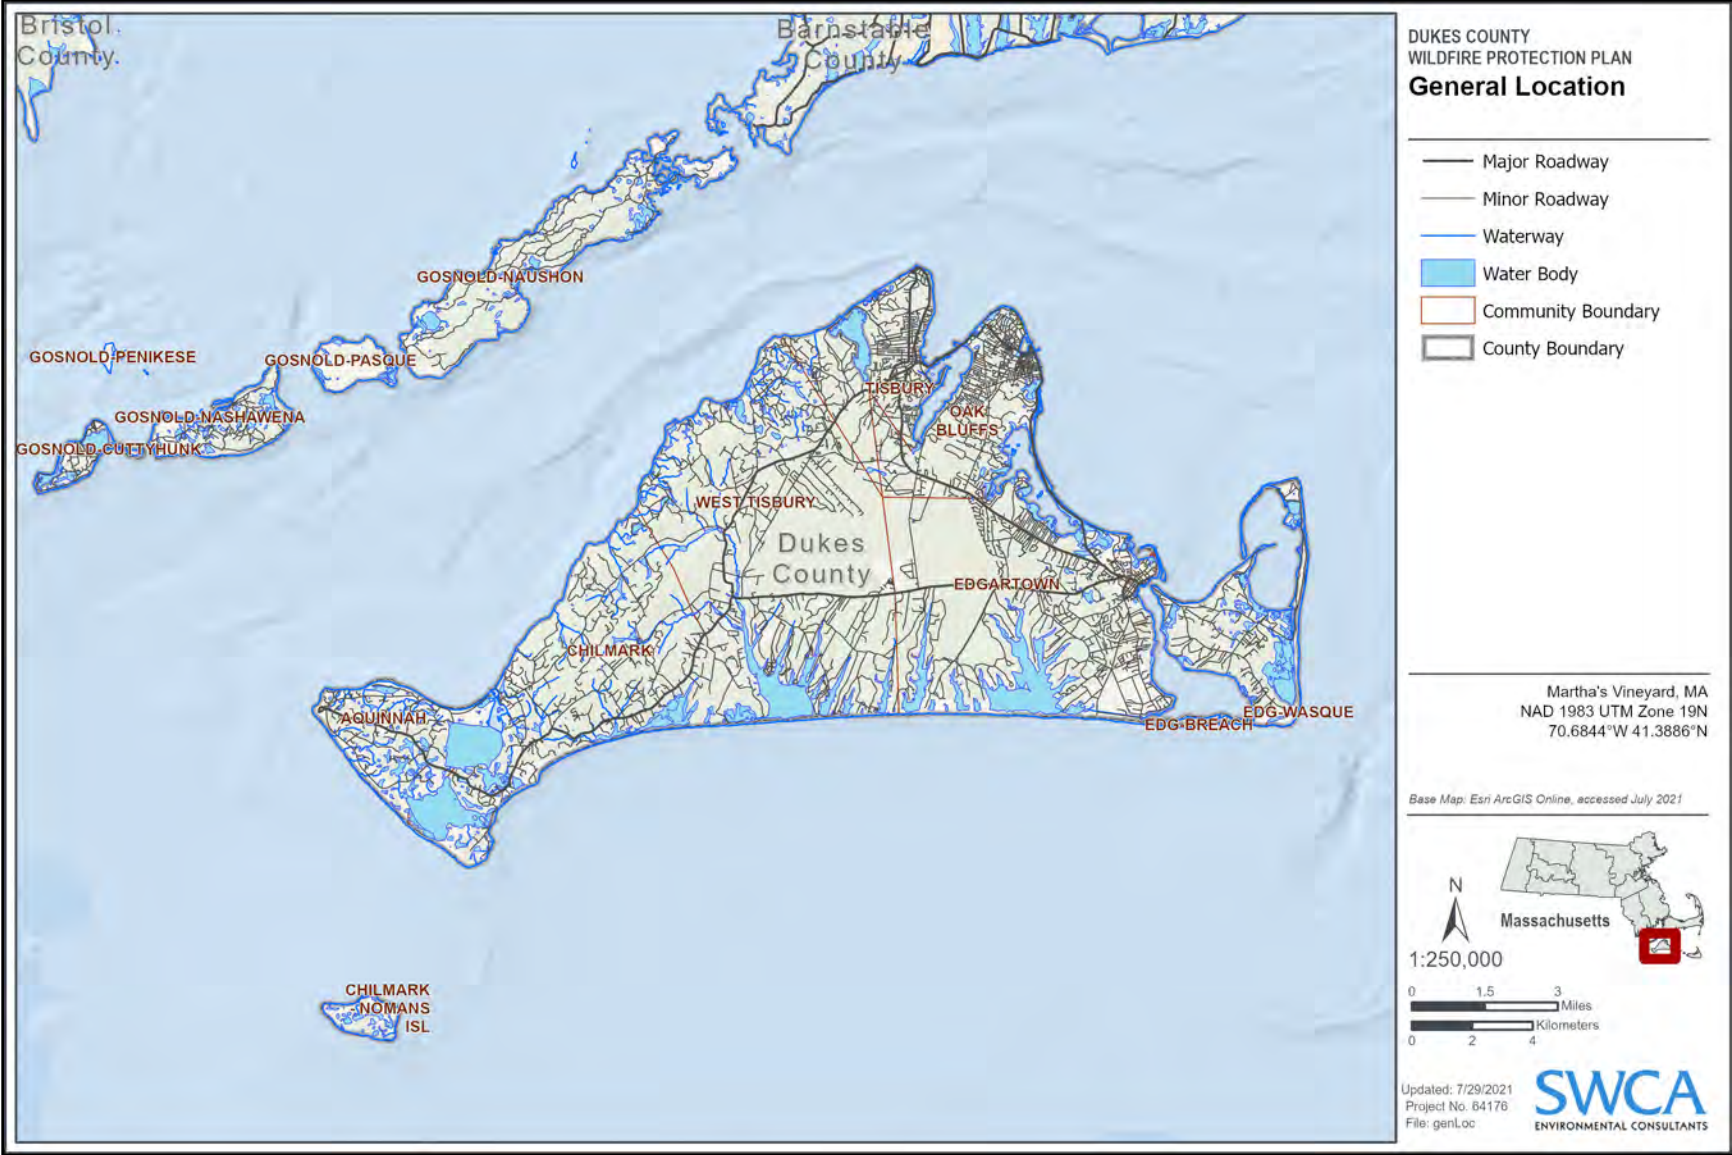 Bristol
County
Barnstable
County
GOSNOLD-NAUSHON
GOSNOLD-PENIKESE
GOSNOLD-PASQUE
GOSNOLD-NASHAWENA
GOSNOLD-CUTTYHUNK
TISBURY
OAK
BLUFFS
WEST TISBURY
Dukes
County
EDGARTOWN
CHILMARK
AQUINNAH
EDG-WASQUE
EDG-BREACH
CHILMARK
- NOMANS
ISL
DUKES COUNTY
WILDFIRE PROTECTION PLAN
General Location
Major Roadway
Minor Roadway
Waterway
Water Body
Community Boundary
County Boundary
Martha's Vineyard, MA
NAD 1983 UTM Zone 19N
70.6844°W 41.3886°N
Base Map: Esri ArcGIS Online, accessed July 2021
N
Massachusetts
1:250,000
0 1.5 3
Miles
Kilometers
0 2 4
Updated: 7/29/2021
Project No. 64176
File: genLoc
SWCA
ENVIRONMENTAL CONSULTANTS